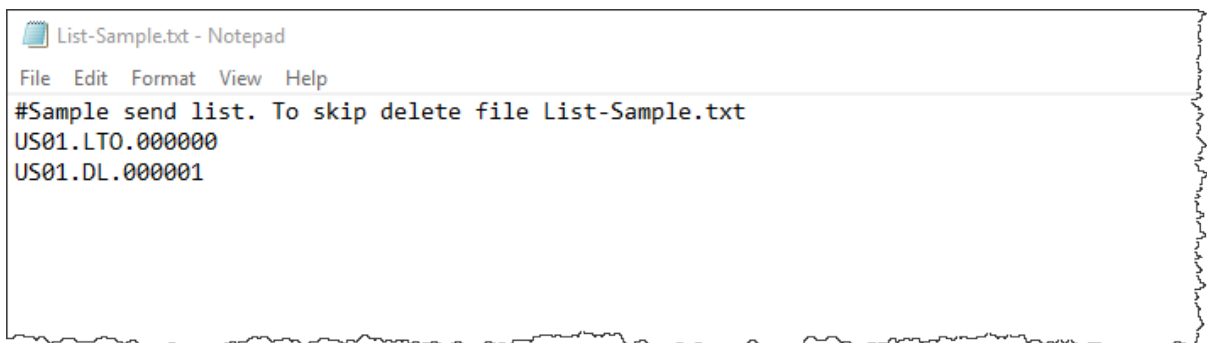 List-Sample.txt - Notepad
File Edit Format View Help
#Sample send list. To skip delete file List-Sample.txt
US01.LTO.000000
US01.DL.000001